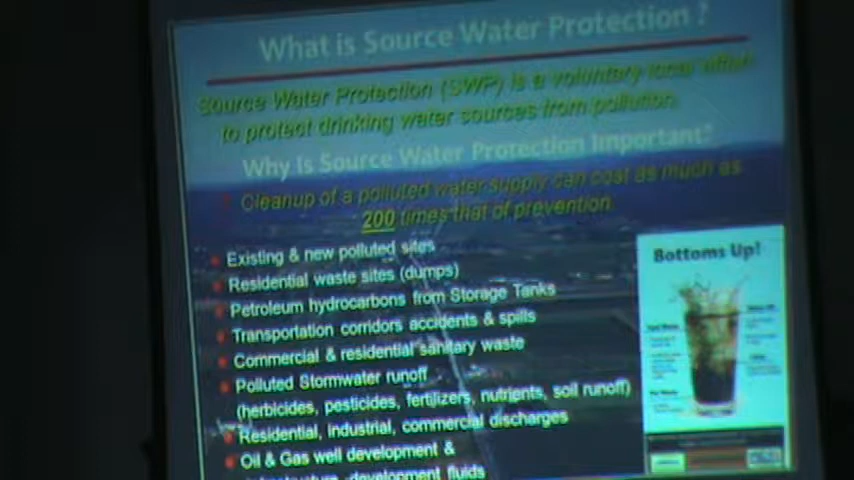 What is Source Water Protection ?
Source Water Protection (SWP) is a voluntary local effort
to protect drinking water sources from pollution.
Why Is Source Water Protection Important?
Cleanup of a polluted water supply can cost as much as
200 times that of prevention.
Existing & new polluted sites
Residential waste sites (dumps)
Petroleum hydrocarbons from Storage Tanks
Transportation corridors accidents & spills
Commercial & residential sanitary waste
Polluted Stormwater runoff
(herbicides, pesticides, fertilizers, nutrients, soil runoff)
Residential, industrial, commercial discharges
Oil & Gas well development &
development fluids
Bottoms Up!